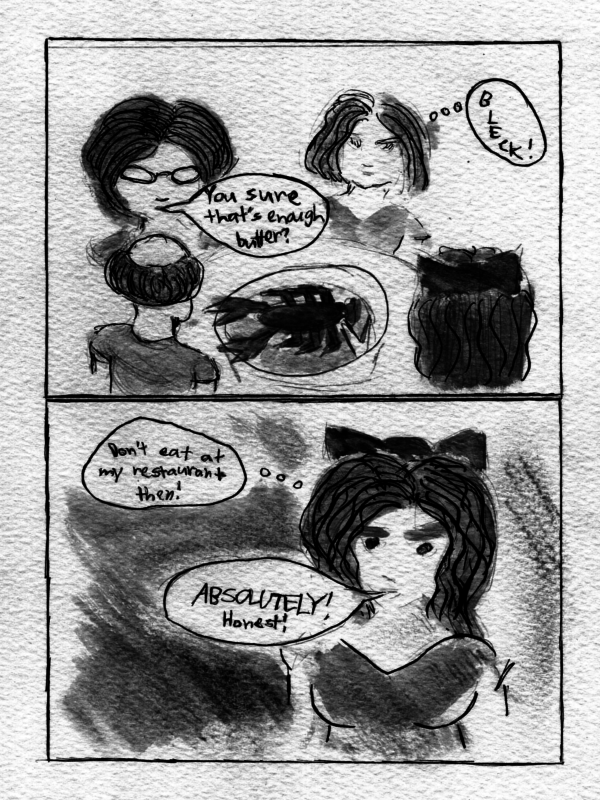 BLECK!
You sure
that's enough
butter?
Don't eat at
my restaurant
then!
ABSOLUTELY!
Honest!